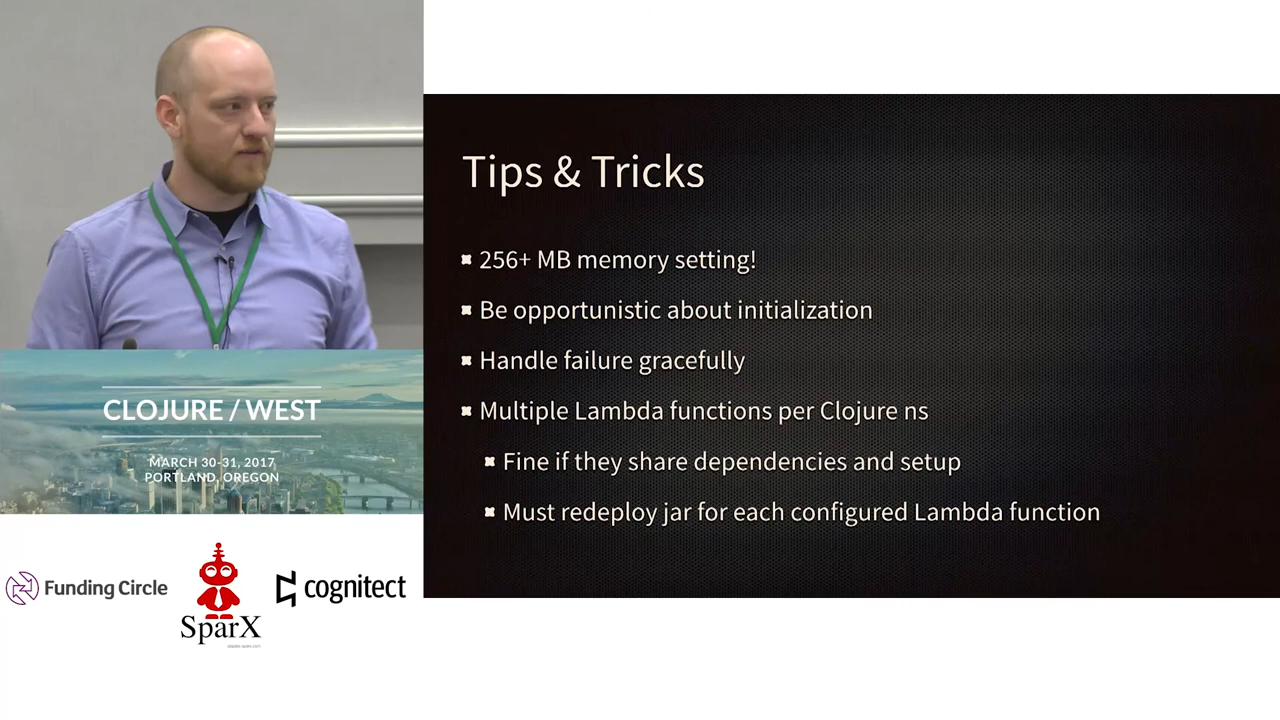 Tips & Tricks
256+ MB memory setting!
Be opportunistic about initialization
Handle failure gracefully
Multiple Lambda functions per Clojure ns
Fine if they share dependencies and setup
Must redeploy jar for each configured Lambda function
CLOJURE / WEST
MARCH 30-31, 2017
PORTLAND, OREGON
Funding Circle
SparX
cognitect